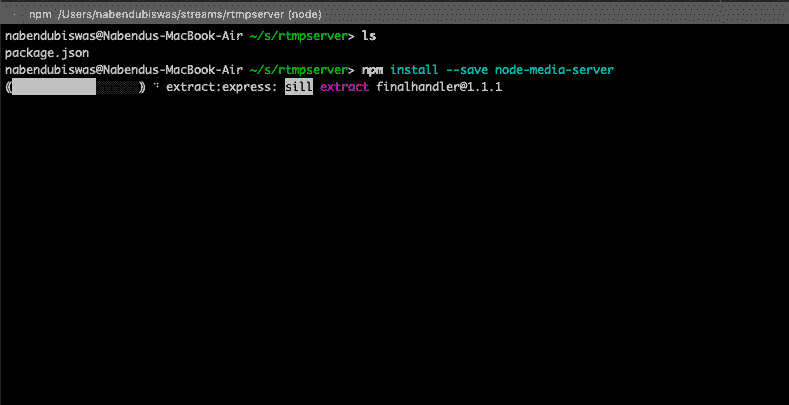 npm /Users/nabendubiswas/streams/rtmpserver (node)
nabendubiswas@Nabendus-MacBook-Air ~/s/rtmpserver> ls
package.json
nabendubiswas@Nabendus-MacBook-Air ~/s/rtmpserver> npm install --save node-media-server
(          ) ⠙ extract:express: sill extract finalhandler@1.1.1